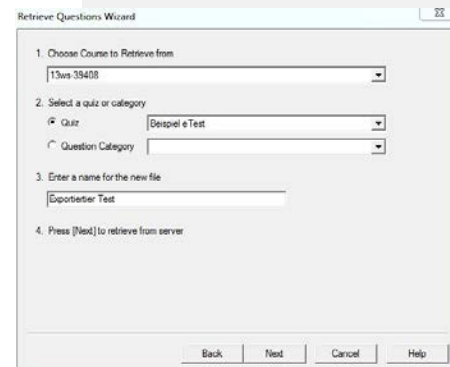 Retrieve Questions Wizard
1. Choose Course to Retrieve from
13ws-39408
2. Select a quiz or category
Quiz Beispiel eTest
Question Category
3. Enter a name for the new file
Exportiertier Test
4. Press [Next] to retrieve from server
Back Next Cancel Help